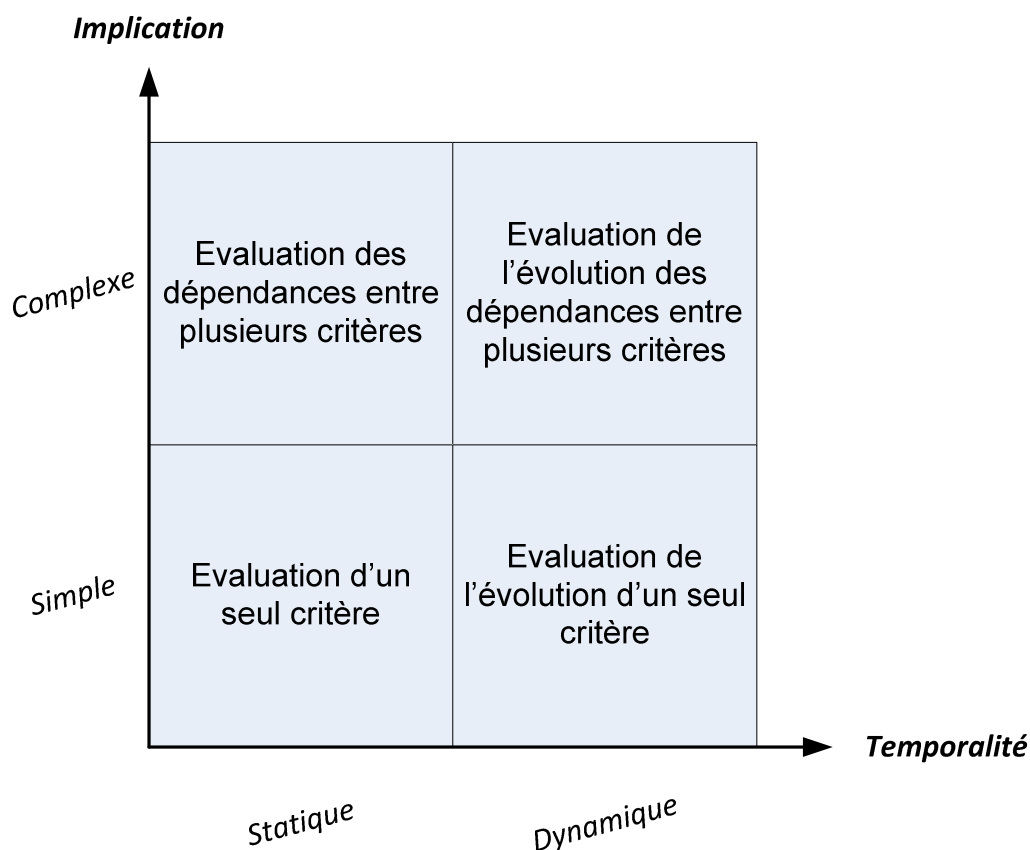 Implication
Complexe
Evaluation des
dépendances entre
plusieurs critères
Evaluation de
l'évolution des
dépendances entre
plusieurs critères
Simple
Evaluation d'un
seul critère
Evaluation de
l'évolution d'un seul
critère
Temporalité
Statique
Dynamique